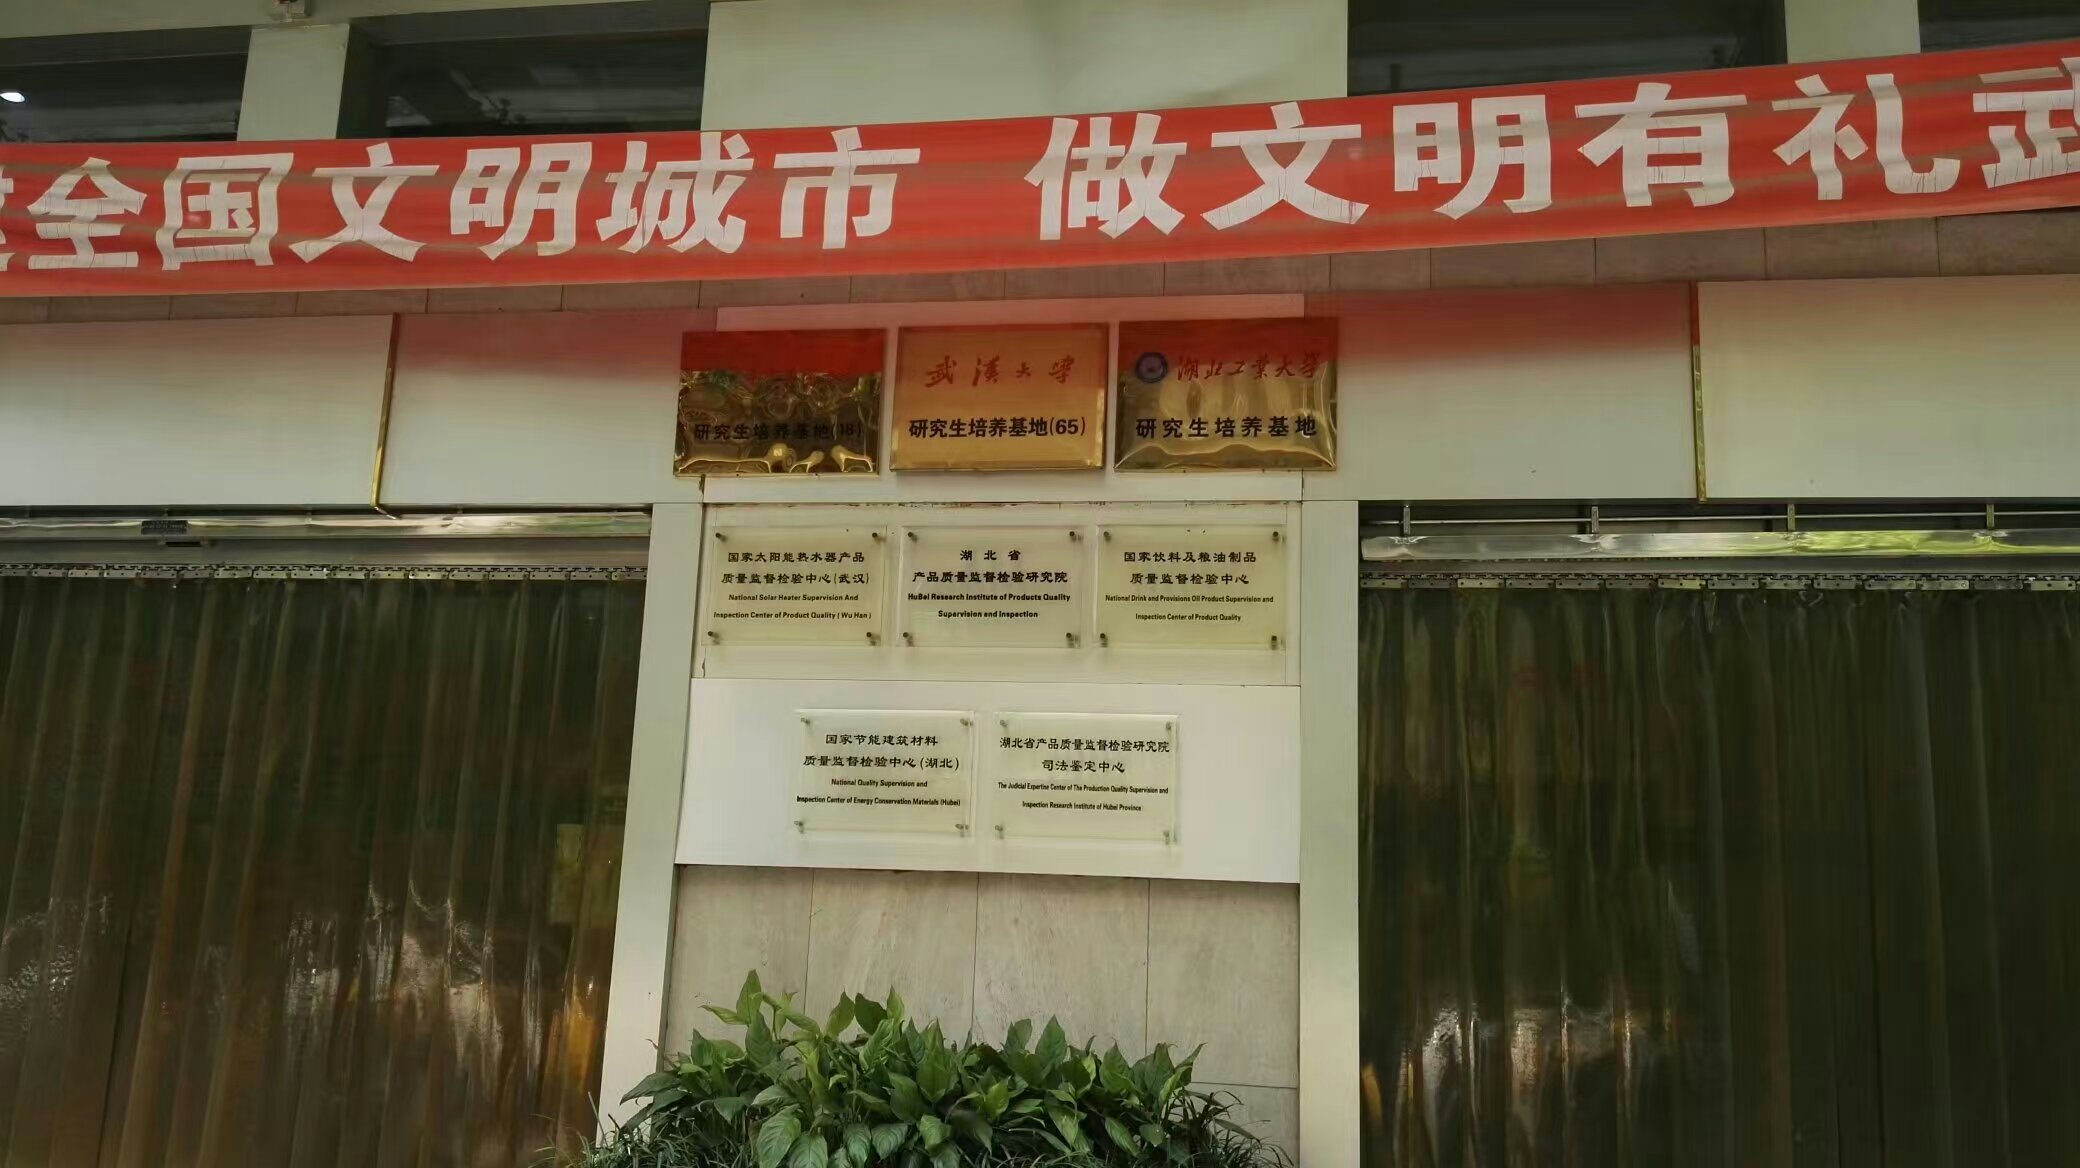 全国文明城市 做文明有礼武
研究生培养基地(18)
武漢大学
研究生培养基地(65)
湖北工业大学
研究生培养基地
国家太阳能热水器产品
质量监督检验中心(武汉)
National Solar Heater Supervision And
Inspection Center of Product Quality ( Wu Han )
湖北省
产品质量监督检验研究院
HuBei Research Institute of Products Quality
Supervision and Inspection
国家饮料及粮油制品
质量监督检验中心
National Drink and Provisions Oil Product Supervision and
Inspection Center of Product Quality
国家节能建筑材料
质量监督检验中心(湖北)
National Quality Supervision and
Inspection Center of Energy Conservation Materials (Hubei)
湖北省产品质量监督检验研究院
司法鉴定中心
The Judicial Expertise Center of The Production Quality Supervision and
Inspection Research Institute of Hubei Province